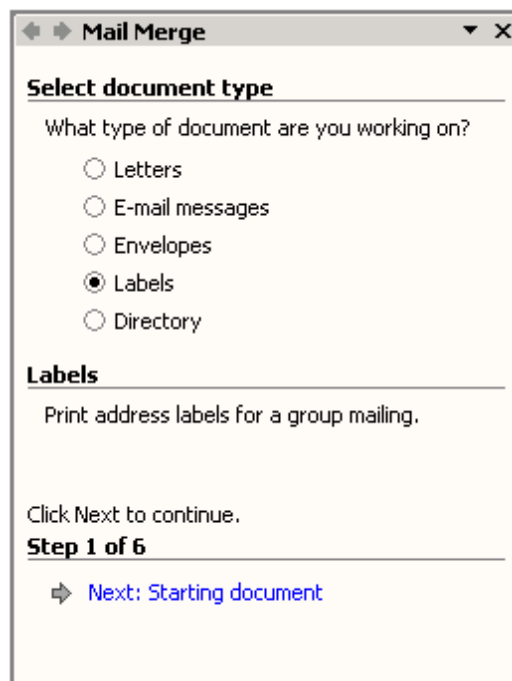 Mail Merge
Select document type
What type of document are you working on?
Letters
E-mail messages
Envelopes
Labels
Directory
Labels
Print address labels for a group mailing.
Click Next to continue.
Step 1 of 6
Next: Starting document